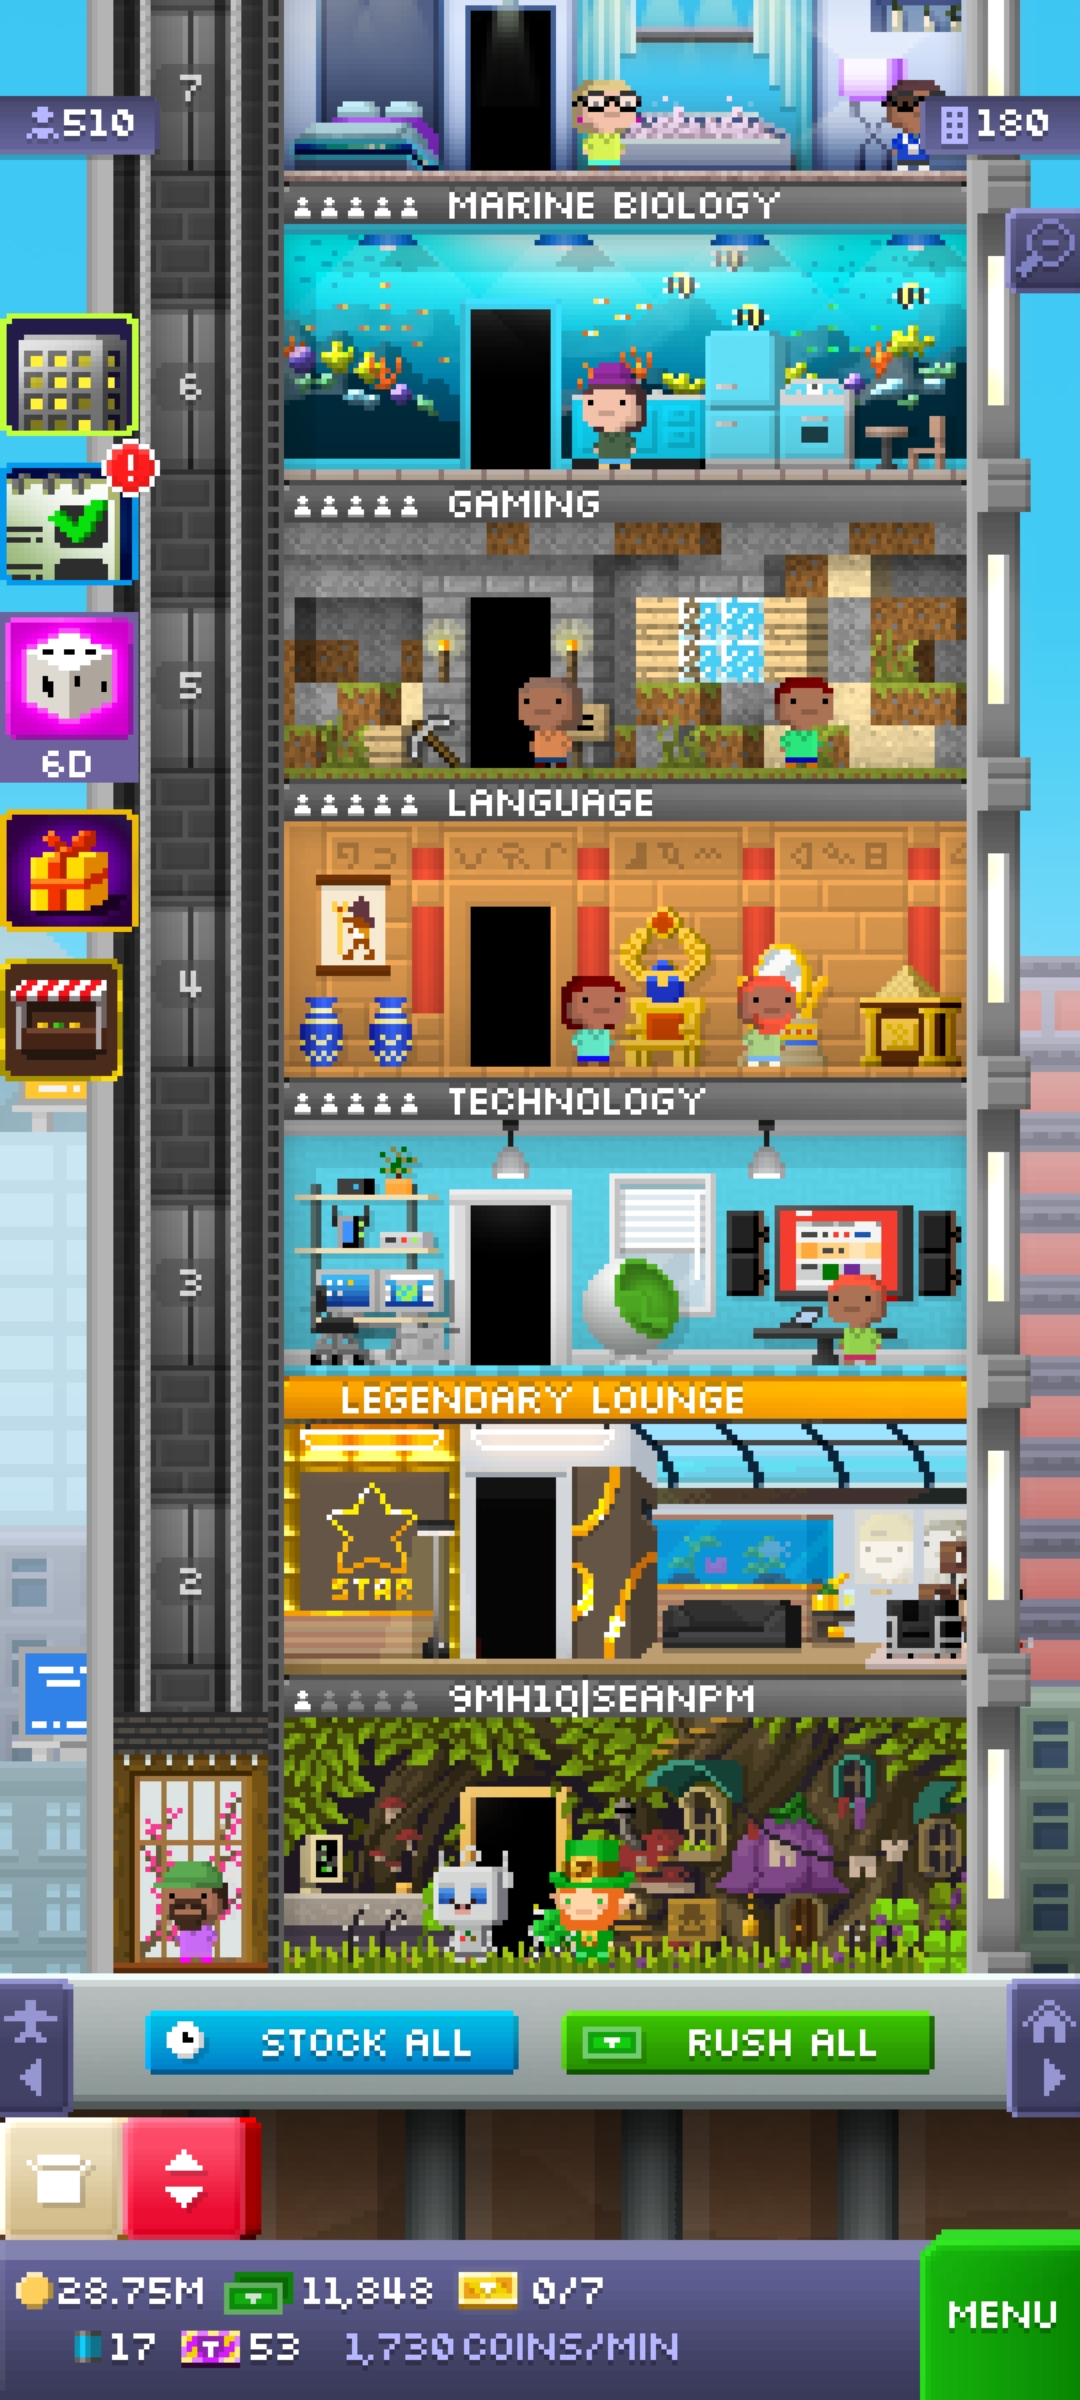 7
510
180
MARINE BIOLOGY
6
GAMING
5
6D
LANGUAGE
4
TECHNOLOGY
3
LEGENDARY LOUNGE
STAR
2
9MH1Q|SEANPM
STOCK ALL
RUSH ALL
28.75M 11,848 0/7
17 53 1,730 COINS/MIN
MENU